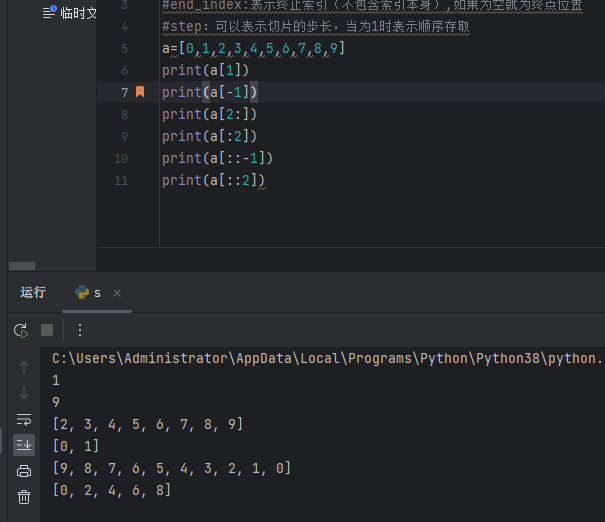 临时文
3 #end_index:表示终止索引（不包含索引本身）,如果为空就为终点位置
4 #step：可以表示切片的步长，当为1时表示顺序存取
5 a=[0,1,2,3,4,5,6,7,8,9]
6 print(a[1])
7 print(a[-1])
8 print(a[2:])
9 print(a[:2])
10 print(a[::-1])
11 print(a[::2])
运行 s ×
C:\Users\Administrator\AppData\Local\Programs\Python\Python38\python.
1
9
[2, 3, 4, 5, 6, 7, 8, 9]
[0, 1]
[9, 8, 7, 6, 5, 4, 3, 2, 1, 0]
[0, 2, 4, 6, 8]